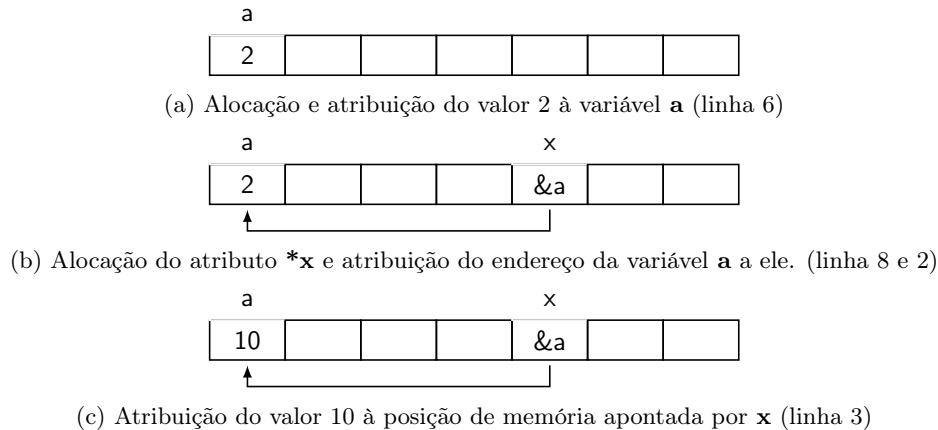 a
2
(a) Alocação e atribuição do valor 2 à variável a (linha 6)
a x
2 &a
(b) Alocação do atributo *x e atribuição do endereço da variável a a ele. (linha 8 e 2)
a x
10 &a
(c) Atribuição do valor 10 à posição de memória apontada por x (linha 3)